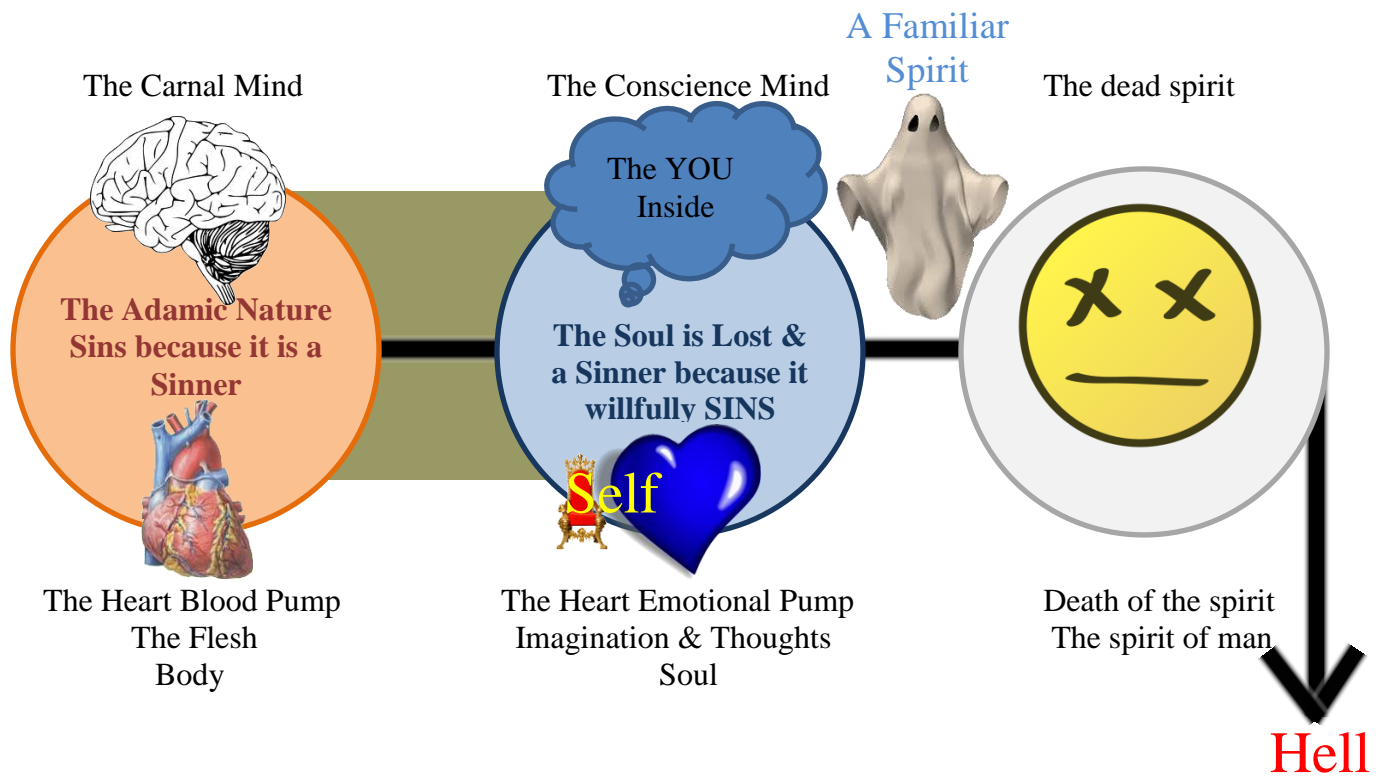 A Familiar
Spirit
The Carnal Mind
The Conscience Mind
The dead spirit
The YOU
Inside
The Adamic Nature
Sins because it is a
Sinner
The Soul is Lost &
a Sinner because it
willfully SINS
Self
The Heart Blood Pump
The Flesh
Body
The Heart Emotional Pump
Imagination & Thoughts
Soul
Death of the spirit
The spirit of man
Hell